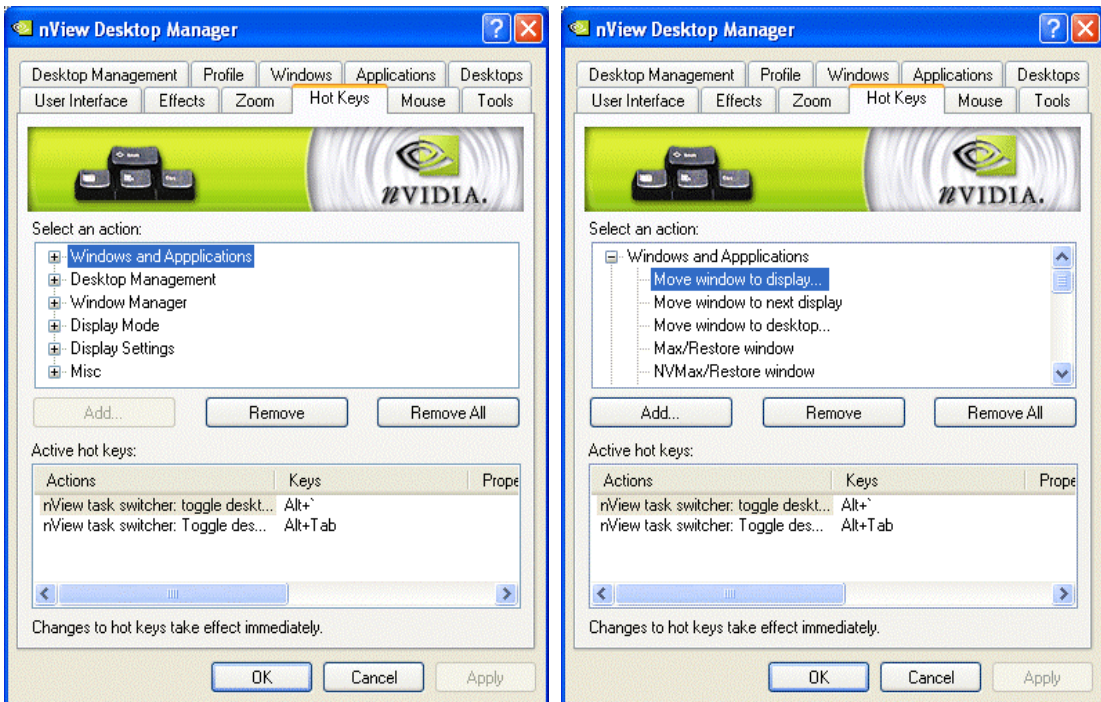 nView Desktop Manager
Desktop Management Profile Windows Applications Desktops
User Interface Effects Zoom Hot Keys Mouse Tools
nVIDIA.
Select an action:
Windows and Appplications
Desktop Management
Window Manager
Display Mode
Display Settings
Misc
Add... Remove Remove All
Active hot keys:
Actions Keys Prope
nView task switcher: toggle deskt... Alt+`
nView task switcher: Toggle des... Alt+Tab
Changes to hot keys take effect immediately.
OK Cancel Apply
nView Desktop Manager
Desktop Management Profile Windows Applications Desktops
User Interface Effects Zoom Hot Keys Mouse Tools
nVIDIA.
Select an action:
Windows and Appplications
Move window to display...
Move window to next display
Move window to desktop...
Max/Restore window
NVMax/Restore window
Add... Remove Remove All
Active hot keys:
Actions Keys Prope
nView task switcher: toggle deskt... Alt+`
nView task switcher: Toggle des... Alt+Tab
Changes to hot keys take effect immediately.
OK Cancel Apply